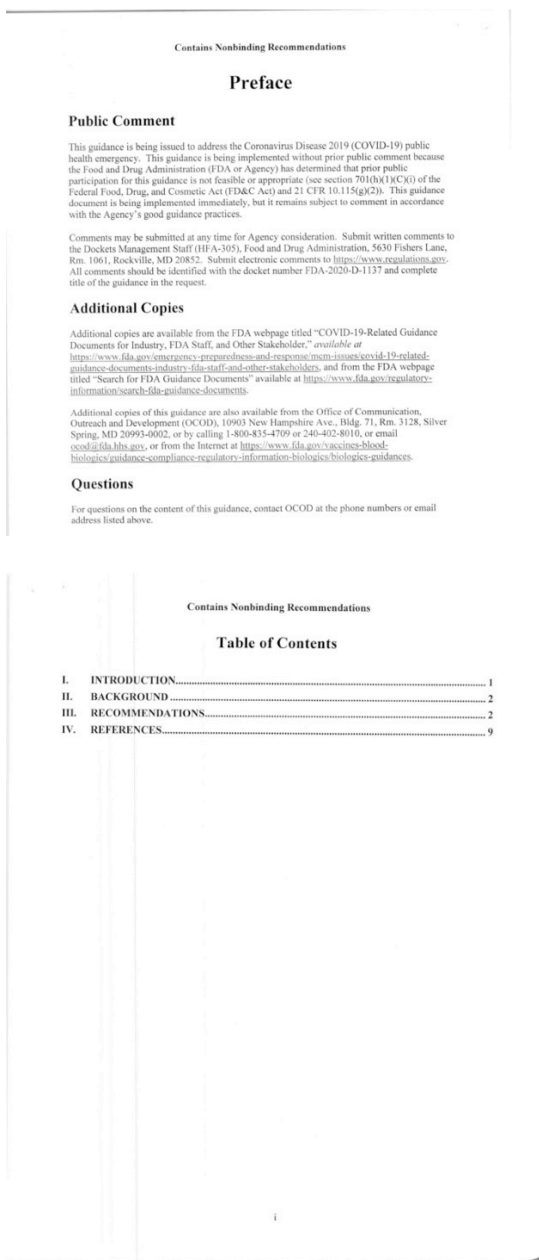 Contains Nonbinding Recommendations
Preface
Public Comment
This guidance is being issued to address the Coronavirus Disease 2019 (COVID-19) public
health emergency. This guidance is being implemented without prior public comment because
the Food and Drug Administration (FDA or Agency) has determined that prior public
participation for this guidance is not feasible or appropriate (see section 701(h)(1)(C)(i) of the
Federal Food, Drug, and Cosmetic Act (FD&C Act) and 21 CFR 10.115(g)(2)). This guidance
document is being implemented immediately, but it remains subject to comment in accordance
with the Agency's good guidance practices.
Comments may be submitted at any time for Agency consideration. Submit written comments to
the Dockets Management Staff (HFA-305), Food and Drug Administration, 5630 Fishers Lane,
Rm. 1061, Rockville, MD 20852. Submit electronic comments to https://www.regulations.gov.
All comments should be identified with the docket number FDA-2020-D-1137 and complete
title of the guidance in the request.
Additional Copies
Additional copies are available from the FDA webpage titled “COVID-19-Related Guidance
Documents for Industry, FDA Staff, and Other Stakeholder,” available at
https://www.fda.gov/emergency-preparedness-and-response/mcm-issues/covid-19-related-
guidance-documents-industry-fda-staff-and-other-stakeholders, and from the FDA webpage
titled “Search for FDA Guidance Documents” available at https://www.fda.gov/regulatory-
information/search-fda-guidance-documents.
Additional copies of this guidance are also available from the Office of Communication,
Outreach and Development (OCOD), 10903 New Hampshire Ave., Bldg. 71, Rm. 3128, Silver
Spring, MD 20993-0002, or by calling 1-800-835-4709 or 240-402-8010, or email
ocod@fda.hhs.gov, or from the Internet at https://www.fda.gov/vaccines-blood-
biologics/guidance-compliance-regulatory-information-biologics/biologics-guidances.
Questions
For questions on the content of this guidance, contact OCOD at the phone numbers or email
address listed above.
Contains Nonbinding Recommendations
Table of Contents
I. INTRODUCTION 1
II. BACKGROUND 2
III. RECOMMENDATIONS 2
IV. REFERENCES 9
i